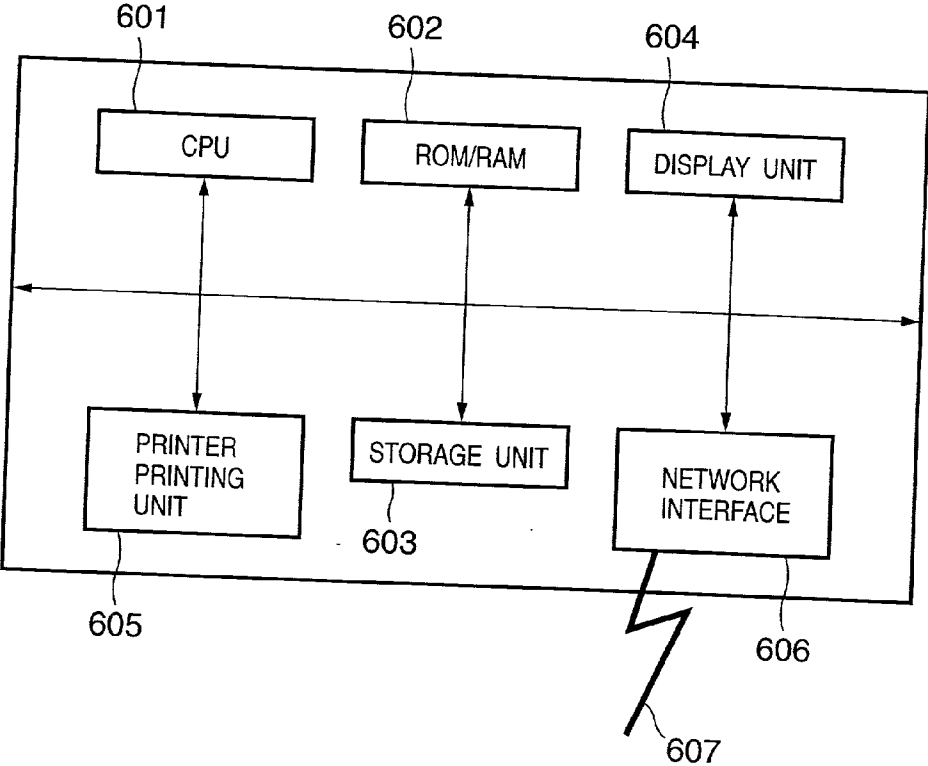 601
602
604
CPU
ROM/RAM
DISPLAY UNIT
PRINTER
PRINTING
UNIT
STORAGE UNIT
NETWORK
INTERFACE
603
605
606
607